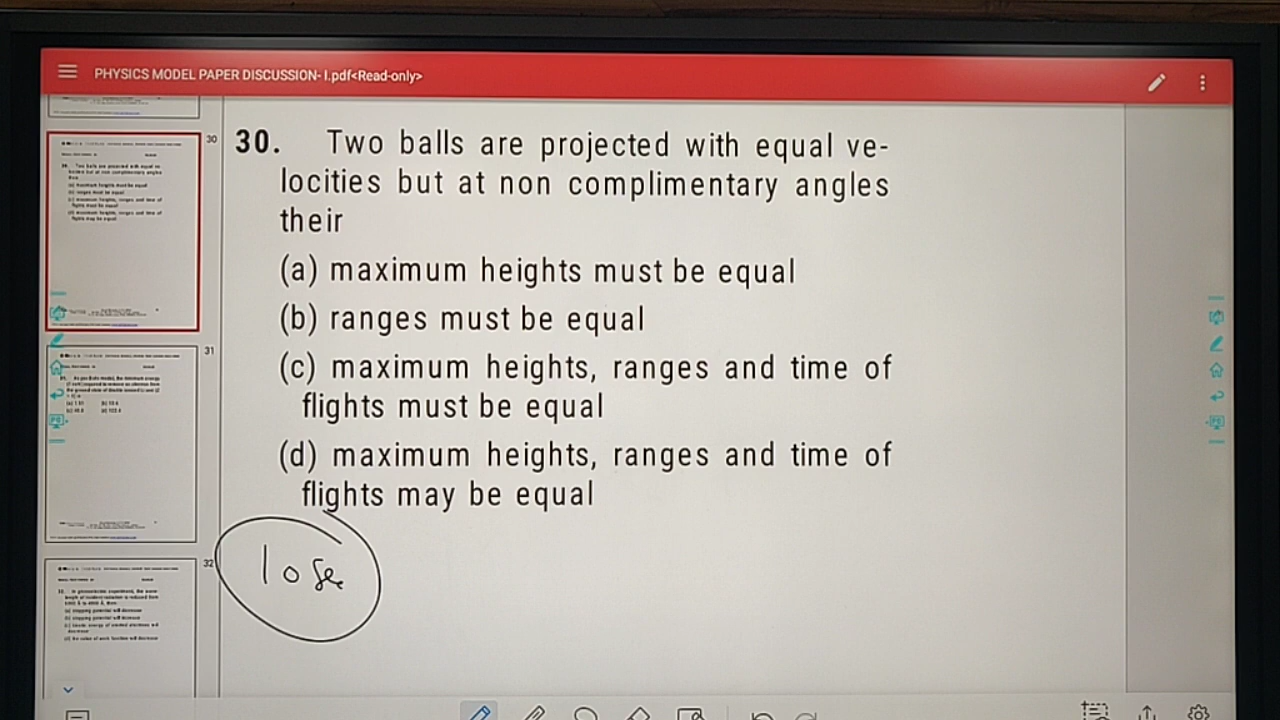 PHYSICS MODEL PAPER DISCUSSION- I.pdf<Read-only>
30
31
32
30. Two balls are projected with equal ve-
locities but at non complimentary angles
their
(a) maximum heights must be equal
(b) ranges must be equal
(c) maximum heights, ranges and time of
flights must be equal
(d) maximum heights, ranges and time of
flights may be equal